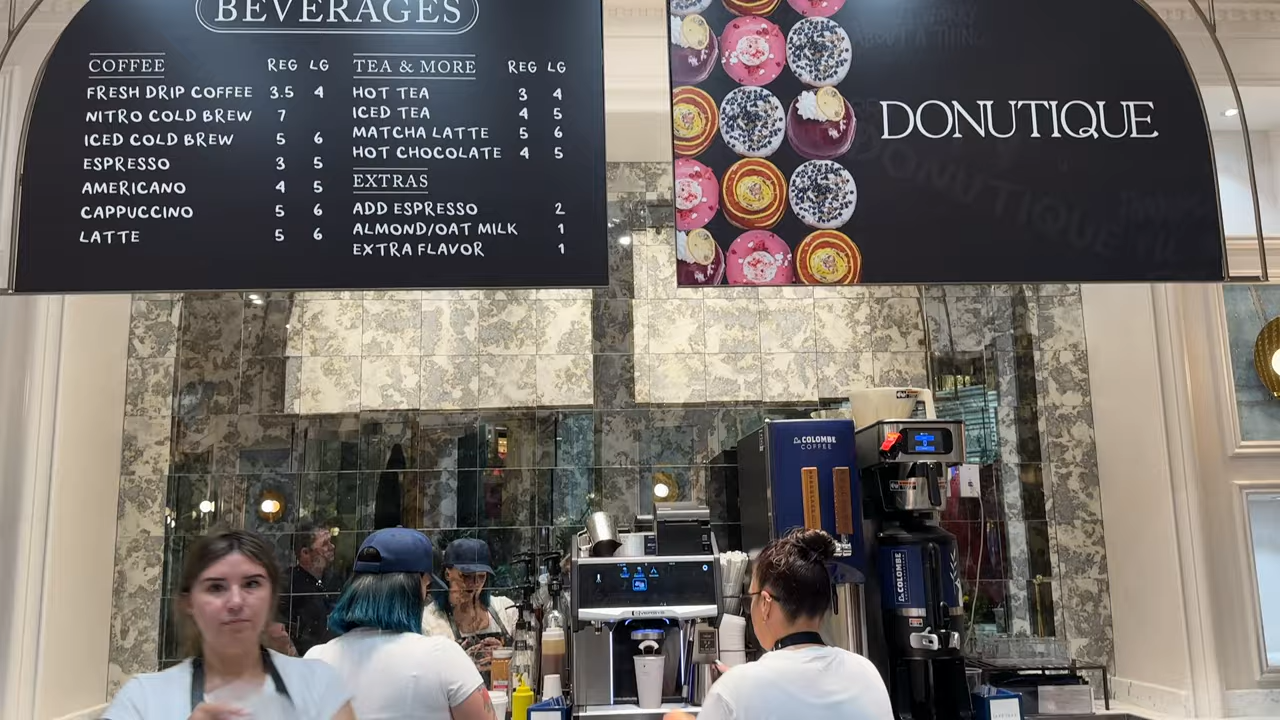 BEVERAGES
COFFEE REG LG
FRESH DRIP COFFEE 3.5 4
NITRO COLD BREW 7
ICED COLD BREW 5 6
ESPRESSO 3 5
AMERICANO 4 5
CAPPUCCINO 5 6
LATTE 5 6
TEA & MORE REG LG
HOT TEA 3 4
ICED TEA 4 5
MATCHA LATTE 5 6
HOT CHOCOLATE 4 5
EXTRAS
ADD ESPRESSO 2
ALMOND/OAT MILK 1
EXTRA FLAVOR 1
DONUTIQUE
DONUTIQUE
LA COLOMBE
COFFEE
LA COLOMBE